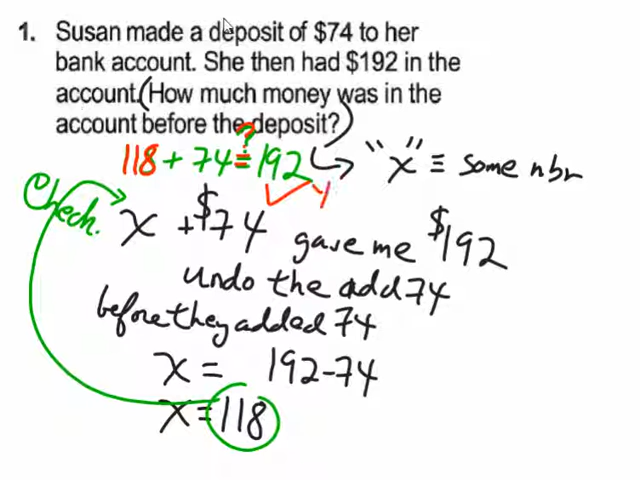 1. Susan made a deposit of $74 to her
bank account. She then had $192 in the
account. (How much money was in the
account before the deposit?)
118 + 74 ≟ 192 ↪ "x" ≡ some nbr
Check.
x + $74 gave me $192
undo the add 74
before they added 74
x = 192-74
x = 118